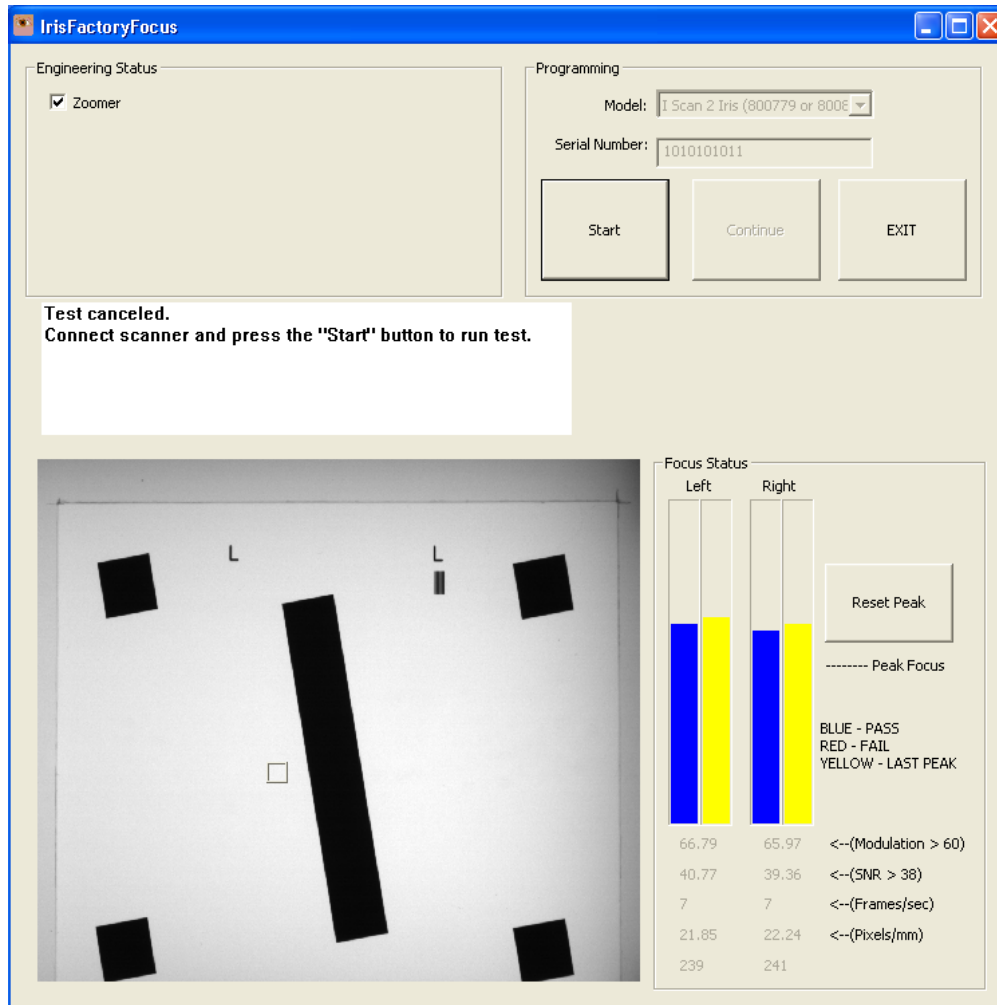 IrisFactoryFocus
Engineering Status
Zoomer
Programming
Model: I Scan 2 Iris (800779 or 8008
Serial Number: 1010101011
Start Continue EXIT
Test canceled.
Connect scanner and press the "Start" button to run test.
L L
Focus Status
Left Right
Reset Peak
-------- Peak Focus
BLUE - PASS
RED - FAIL
YELLOW - LAST PEAK
66.79 65.97 <--(Modulation > 60)
40.77 39.36 <--(SNR > 38)
7 7 <--(Frames/sec)
21.85 22.24 <--(Pixels/mm)
239 241